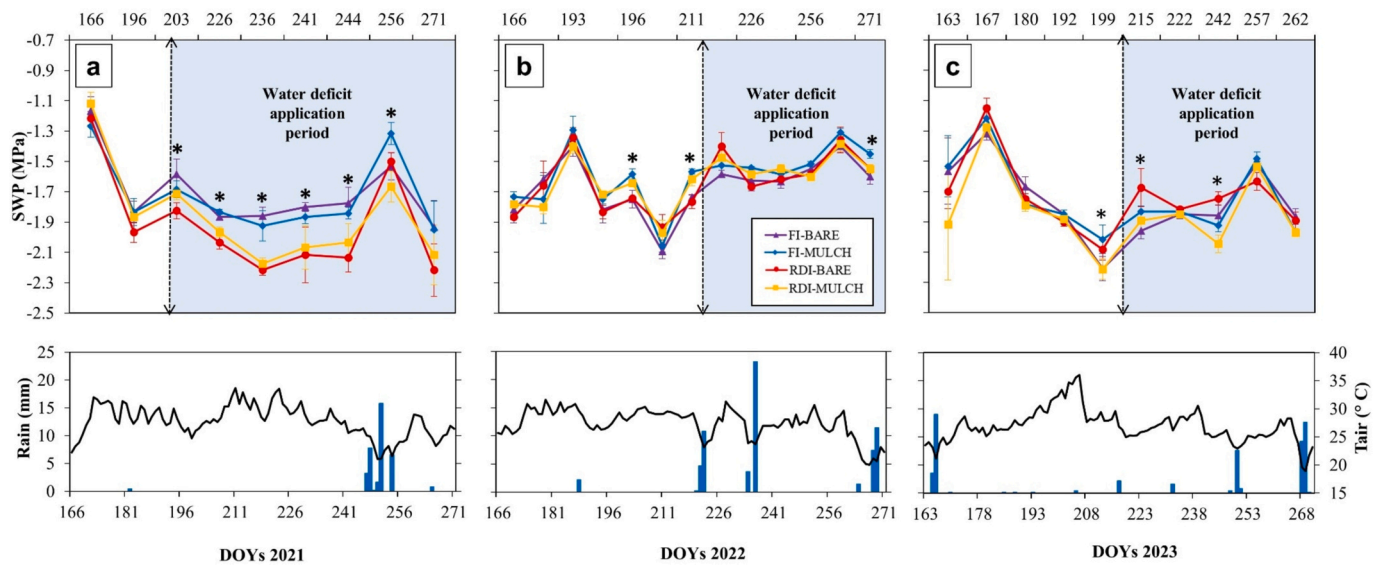 166 196 203 226 236 231 244 256 271
166 193 196 211 226 241 256 271
163 167 180 192 199 215 222 242 257 262
-0.7
-0.9
-1.1
-1.3
-1.5
-1.7
-1.9
-2.1
-2.3
-2.5
SWP (MPa)
a
Water deficit
application
period
* * * * * *
b
Water deficit
application
period
* * *
FI-BARE
FI-MULCH
RDI-BARE
RDI-MULCH
c
Water deficit
application
period
* * *
25
20
15
10
5
0
Rain (mm)
166 181 196 211 226 241 256 271
DOYs 2021
166 181 196 211 226 241 256 271
DOYs 2022
163 178 193 208 223 238 253 268
DOYs 2023
40
35
30
25
20
15
Tair (° C)